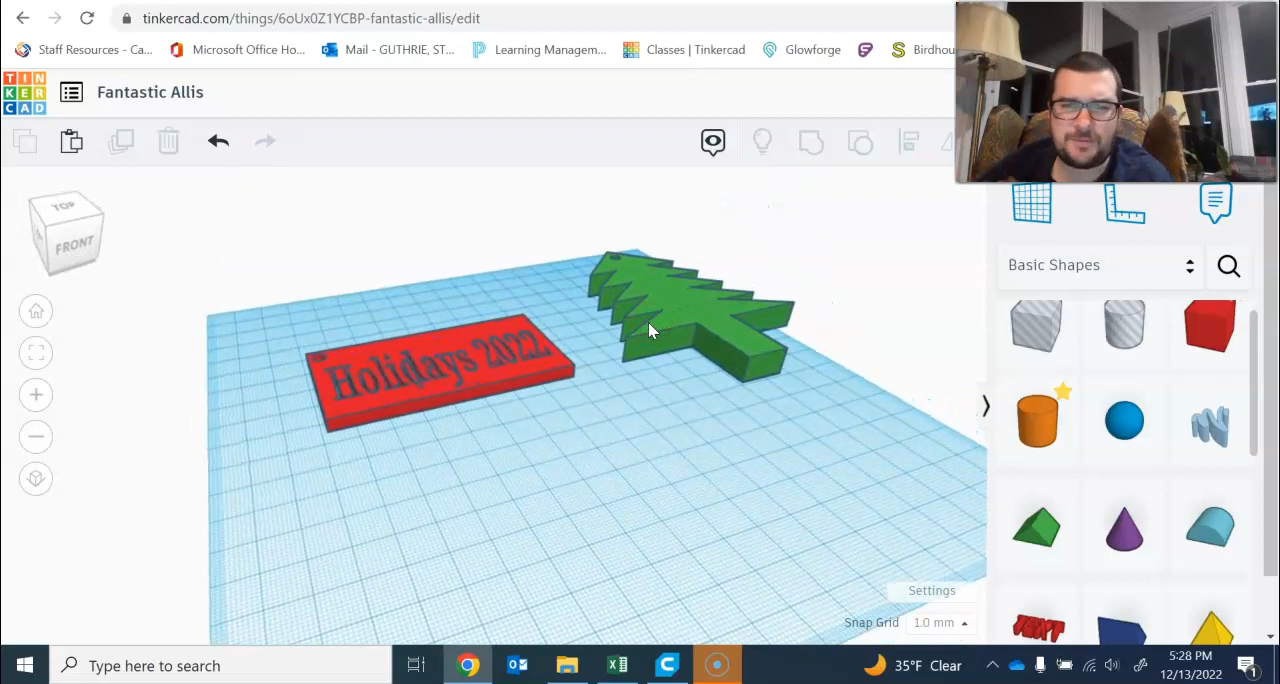 tinkercad.com/things/6oUx0Z1YCBP-fantastic-allis/edit
Staff Resources - Ca...
Microsoft Office Ho...
Mail - GUTHRIE, ST...
Learning Managem...
Classes | Tinkercad
Glowforge
Birdhou
TIN
KER
CAD
Fantastic Allis
TOP
FRONT
Holidays 2022
Basic Shapes
TEXT
Settings
Snap Grid 1.0 mm
Type here to search
35°F Clear
5:28 PM
12/13/2022
1